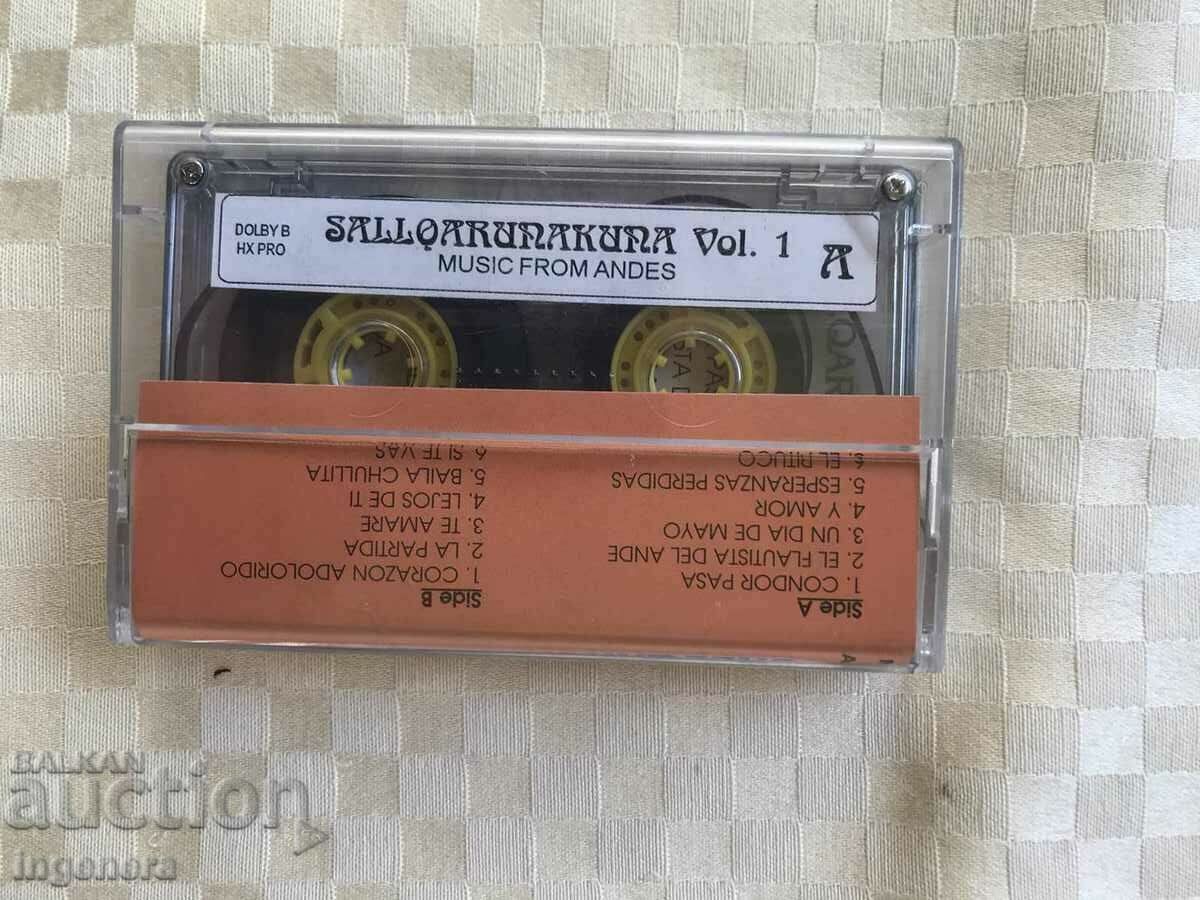 DOLBY B
HX PRO
SALLQARUNAKUNA Vol. 1
MUSIC FROM ANDES
A
Side A
1. CONDOR PASA
2. EL FLAUTISTA DEL ANDE
3. UN DIA DE MAYO
4. Y AMOR
5. ESPERANZAS PERDIDAS
6. EL PITUCO
Side B
1. CORAZON ADOLORIDO
2. LA PARTIDA
3. TE AMARE
4. LEJOS DE TI
5. BAILA CHULLITA
6. SI TE VAS
BALKAN
auction
ingenera